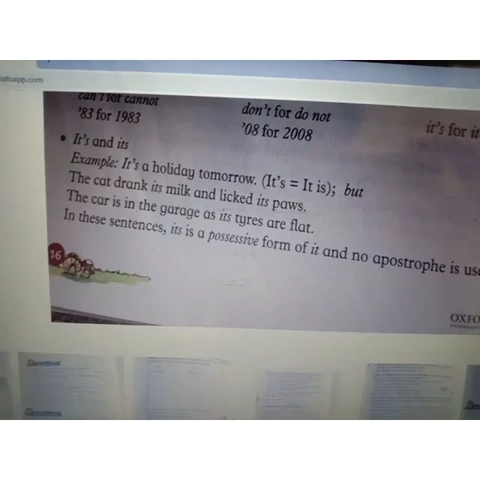 atsapp.com
can't for cannot
don't for do not
it's for it
'83 for 1983
'08 for 2008
• It's and its
Example: It's a holiday tomorrow. (It's = It is); but
The cat drank its milk and licked its paws.
The car is in the garage as its tyres are flat.
In these sentences, its is a possessive form of it and no apostrophe is use
16
OXFO